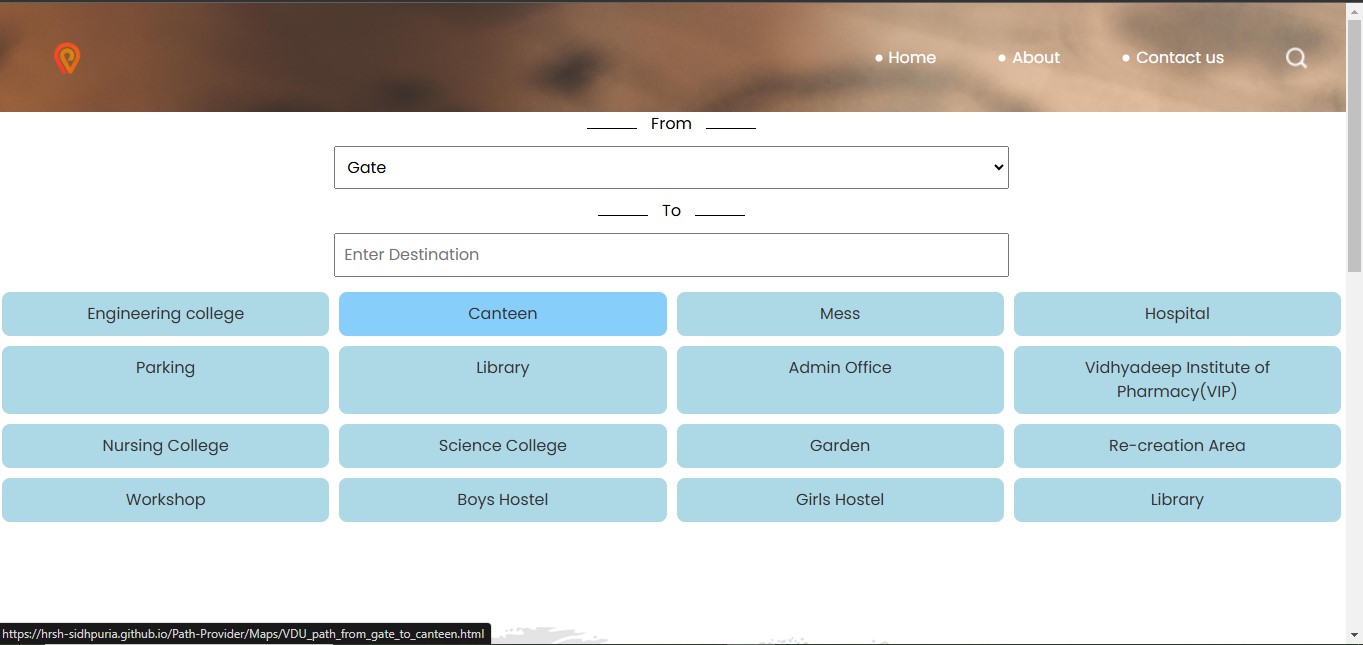 Home
About
Contact us
From
Gate
To
Enter Destination
Engineering college
Canteen
Mess
Hospital
Parking
Library
Admin Office
Vidhyadeep Institute of
Pharmacy(VIP)
Nursing College
Science College
Garden
Re-creation Area
Workshop
Boys Hostel
Girls Hostel
Library
https://hrsh-sidhpuria.github.io/Path-Provider/Maps/VDU_path_from_gate_to_canteen.html